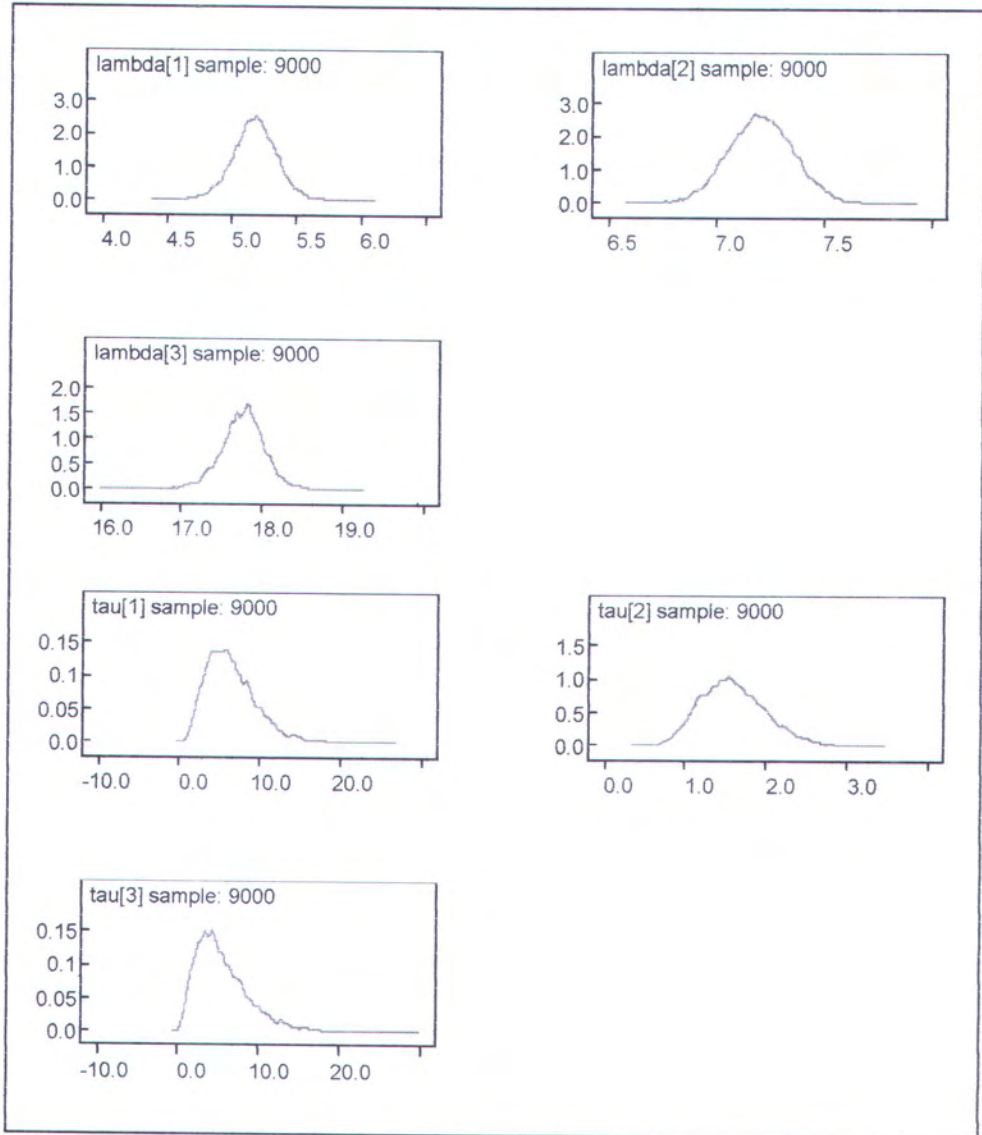 lambda[1] sample: 9000
3.0
2.0
1.0
0.0
4.0 4.5 5.0 5.5 6.0
lambda[2] sample: 9000
3.0
2.0
1.0
0.0
6.5 7.0 7.5
lambda[3] sample: 9000
2.0
1.5
1.0
0.5
0.0
16.0 17.0 18.0 19.0
tau[1] sample: 9000
0.15
0.1
0.05
0.0
-10.0 0.0 10.0 20.0
tau[2] sample: 9000
1.5
1.0
0.5
0.0
0.0 1.0 2.0 3.0
tau[3] sample: 9000
0.15
0.1
0.05
0.0
-10.0 0.0 10.0 20.0